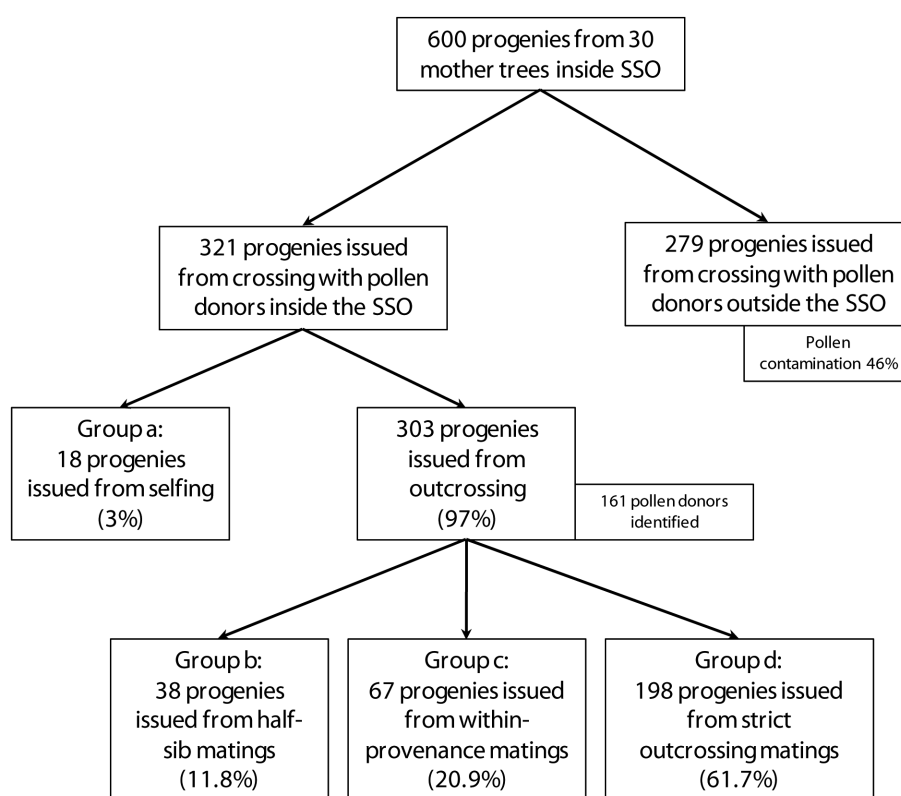 600 progenies from 30
mother trees inside SSO
321 progenies issued
from crossing with pollen
donors inside the SSO
279 progenies issued
from crossing with pollen
donors outside the SSO
Pollen
contamination 46%
Group a:
18 progenies
issued from selfing
(3%)
303 progenies
issued from
outcrossing
(97%)
161 pollen donors
identified
Group b:
38 progenies
issued from half-
sib matings
(11.8%)
Group c:
67 progenies issued
from within-
provenance matings
(20.9%)
Group d:
198 progenies issued
from strict
outcrossing matings
(61.7%)